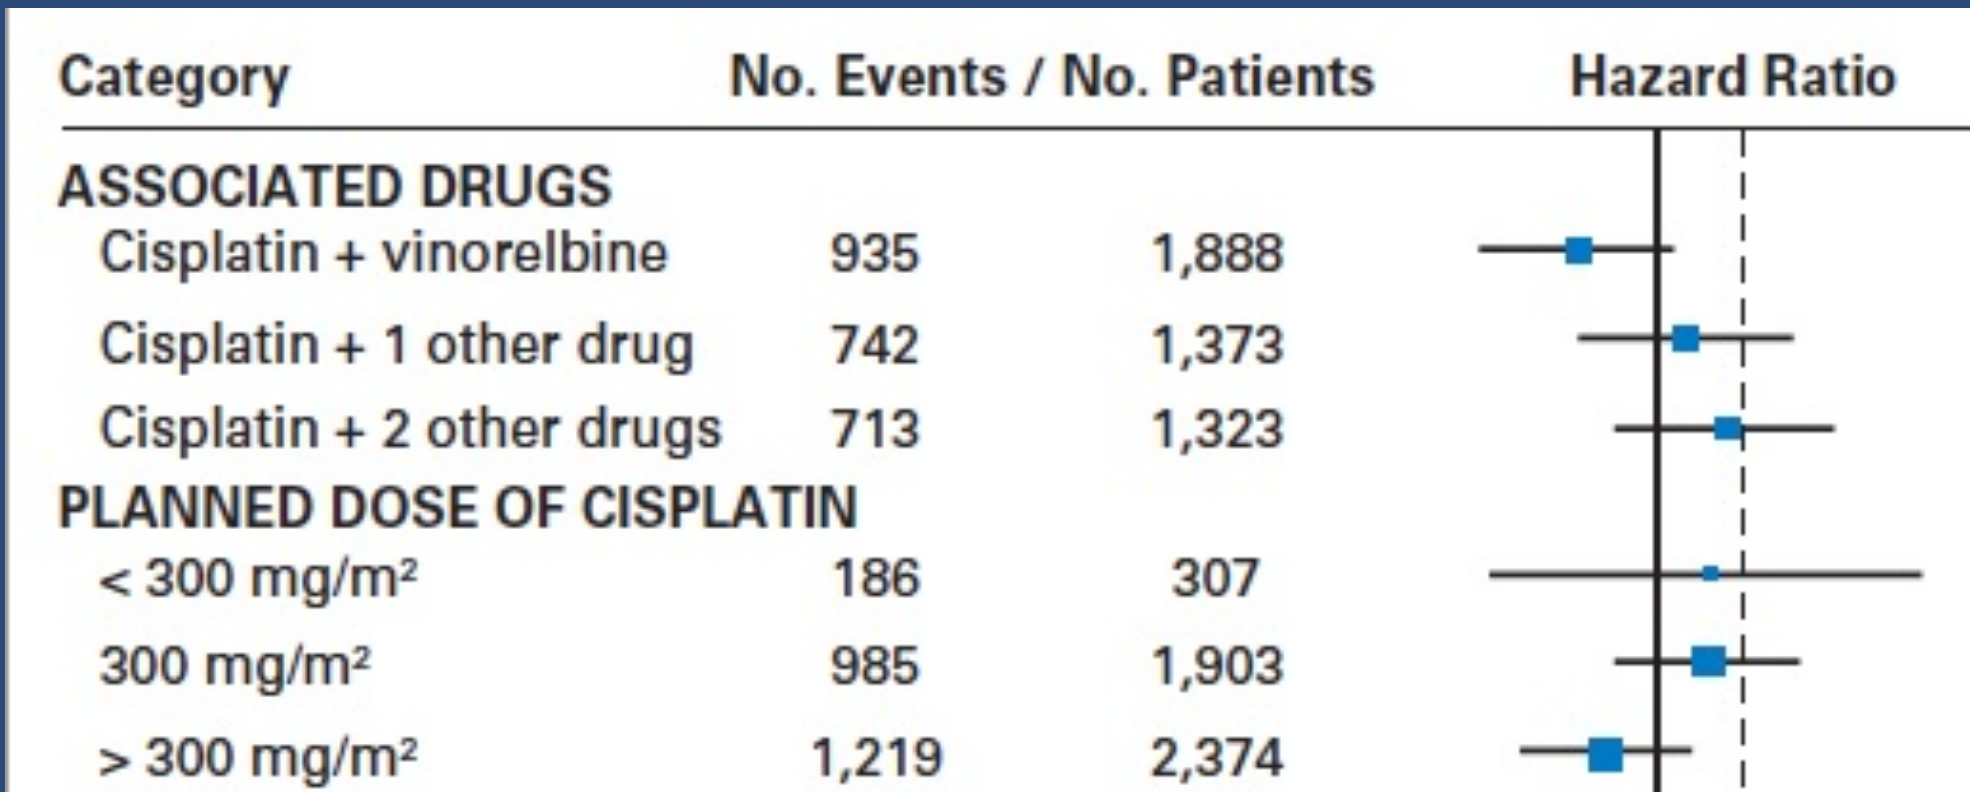 Category No. Events / No. Patients Hazard Ratio
ASSOCIATED DRUGS
Cisplatin + vinorelbine 935 1,888
Cisplatin + 1 other drug 742 1,373
Cisplatin + 2 other drugs 713 1,323
PLANNED DOSE OF CISPLATIN
< 300 mg/m² 186 307
300 mg/m² 985 1,903
> 300 mg/m² 1,219 2,374